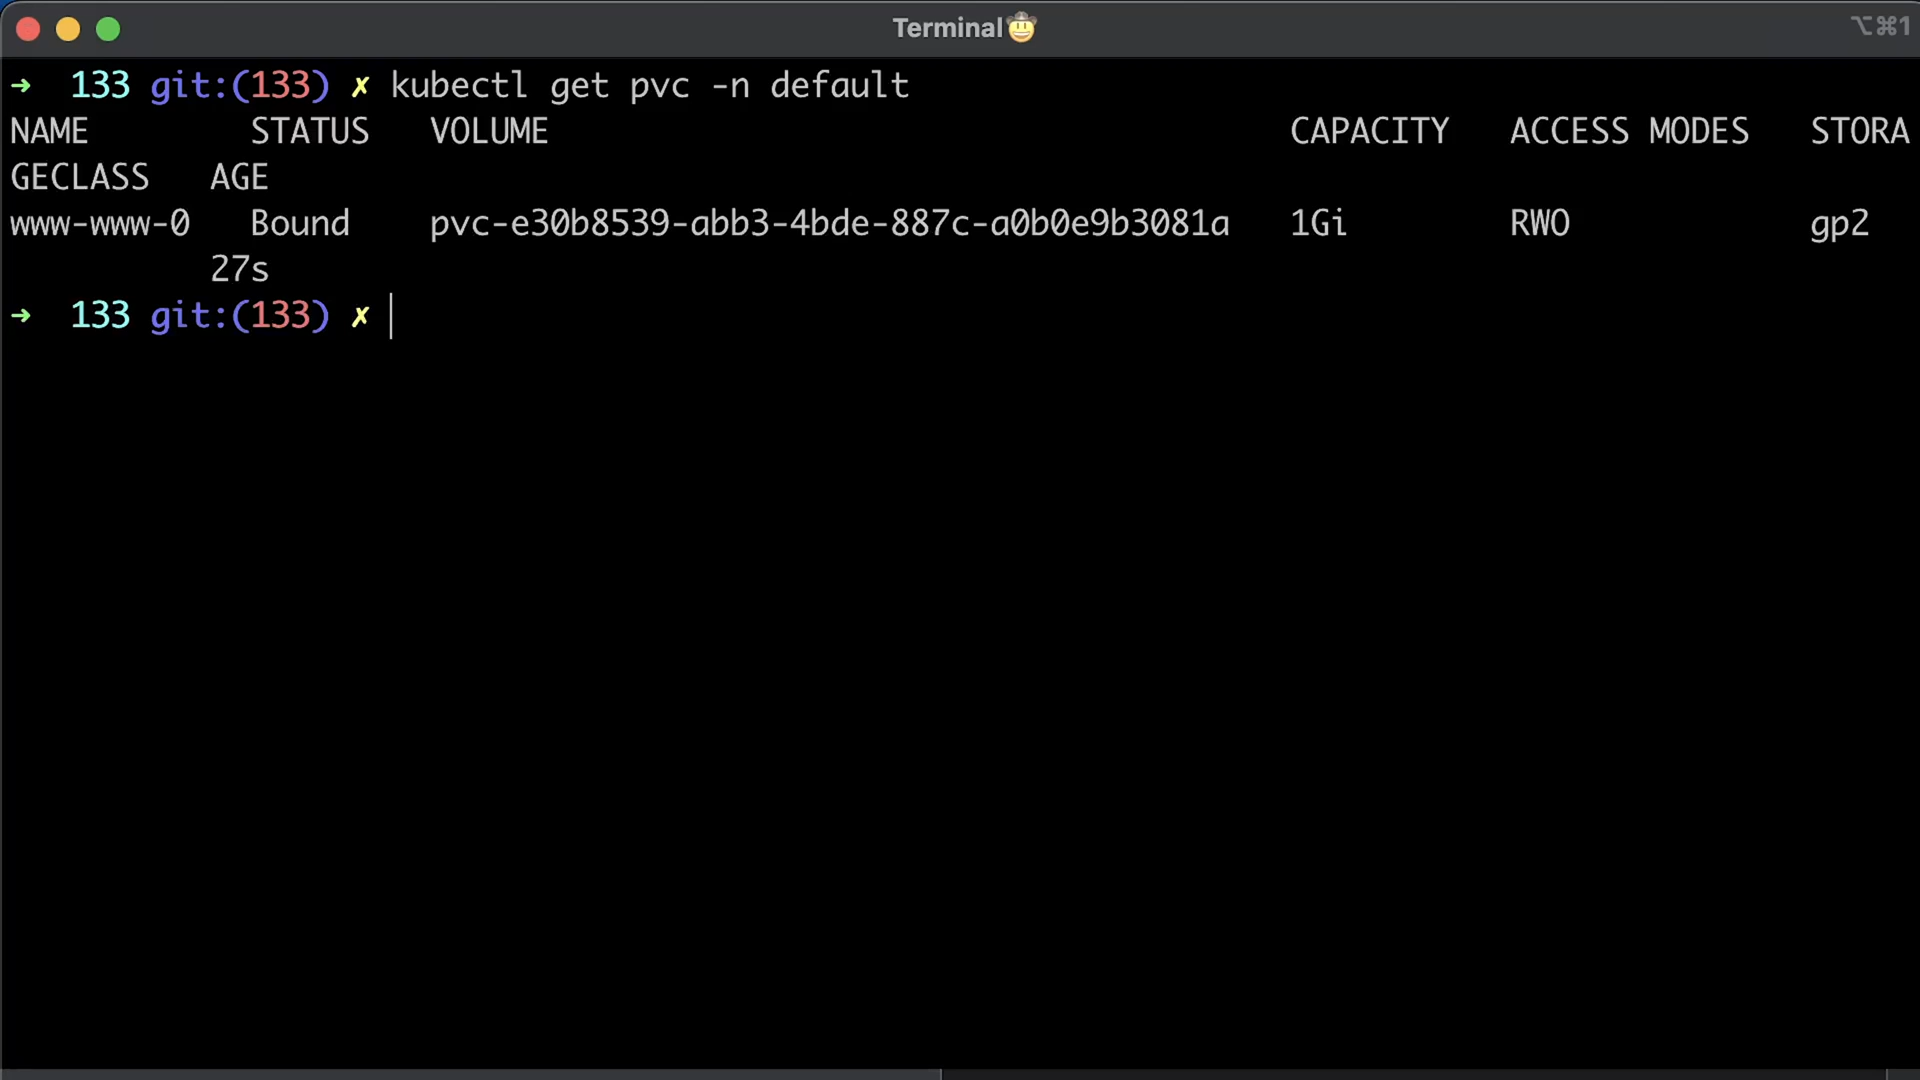 Terminal🤠
⌥⌘1
➜  133 git:(133) ✗ kubectl get pvc -n default
NAME        STATUS   VOLUME                                     CAPACITY   ACCESS MODES   STORA
GECLASS   AGE
www-www-0   Bound    pvc-e30b8539-abb3-4bde-887c-a0b0e9b3081a   1Gi        RWO            gp2
          27s
➜  133 git:(133) ✗